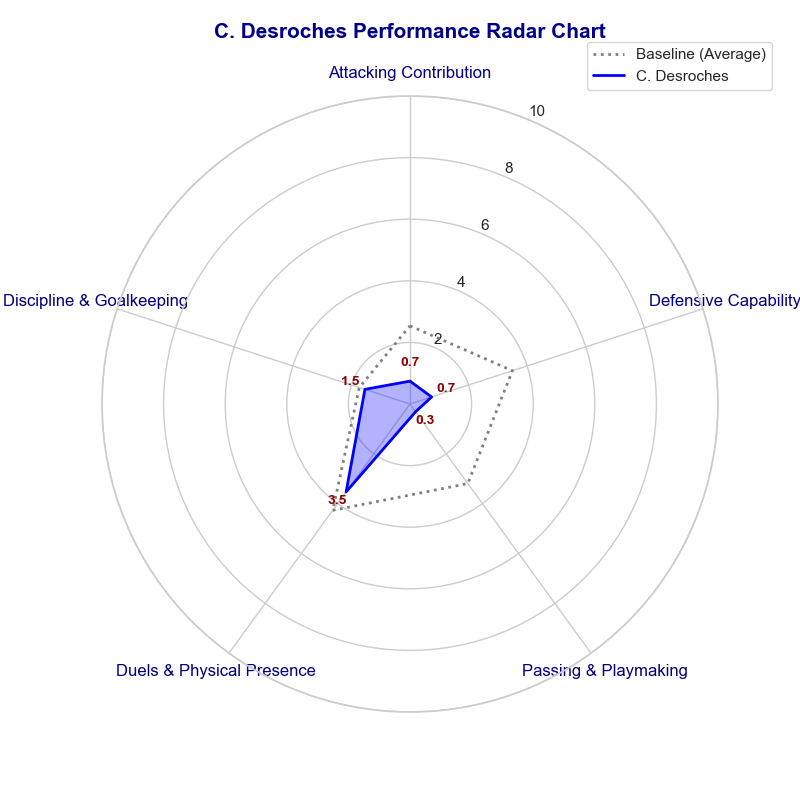 C. Desroches Performance Radar Chart
Baseline (Average)
C. Desroches
Attacking Contribution
10
8
6
4
2
Discipline & Goalkeeping
Defensive Capability
0.7
1.5
0.7
0.3
3.5
Duels & Physical Presence
Passing & Playmaking